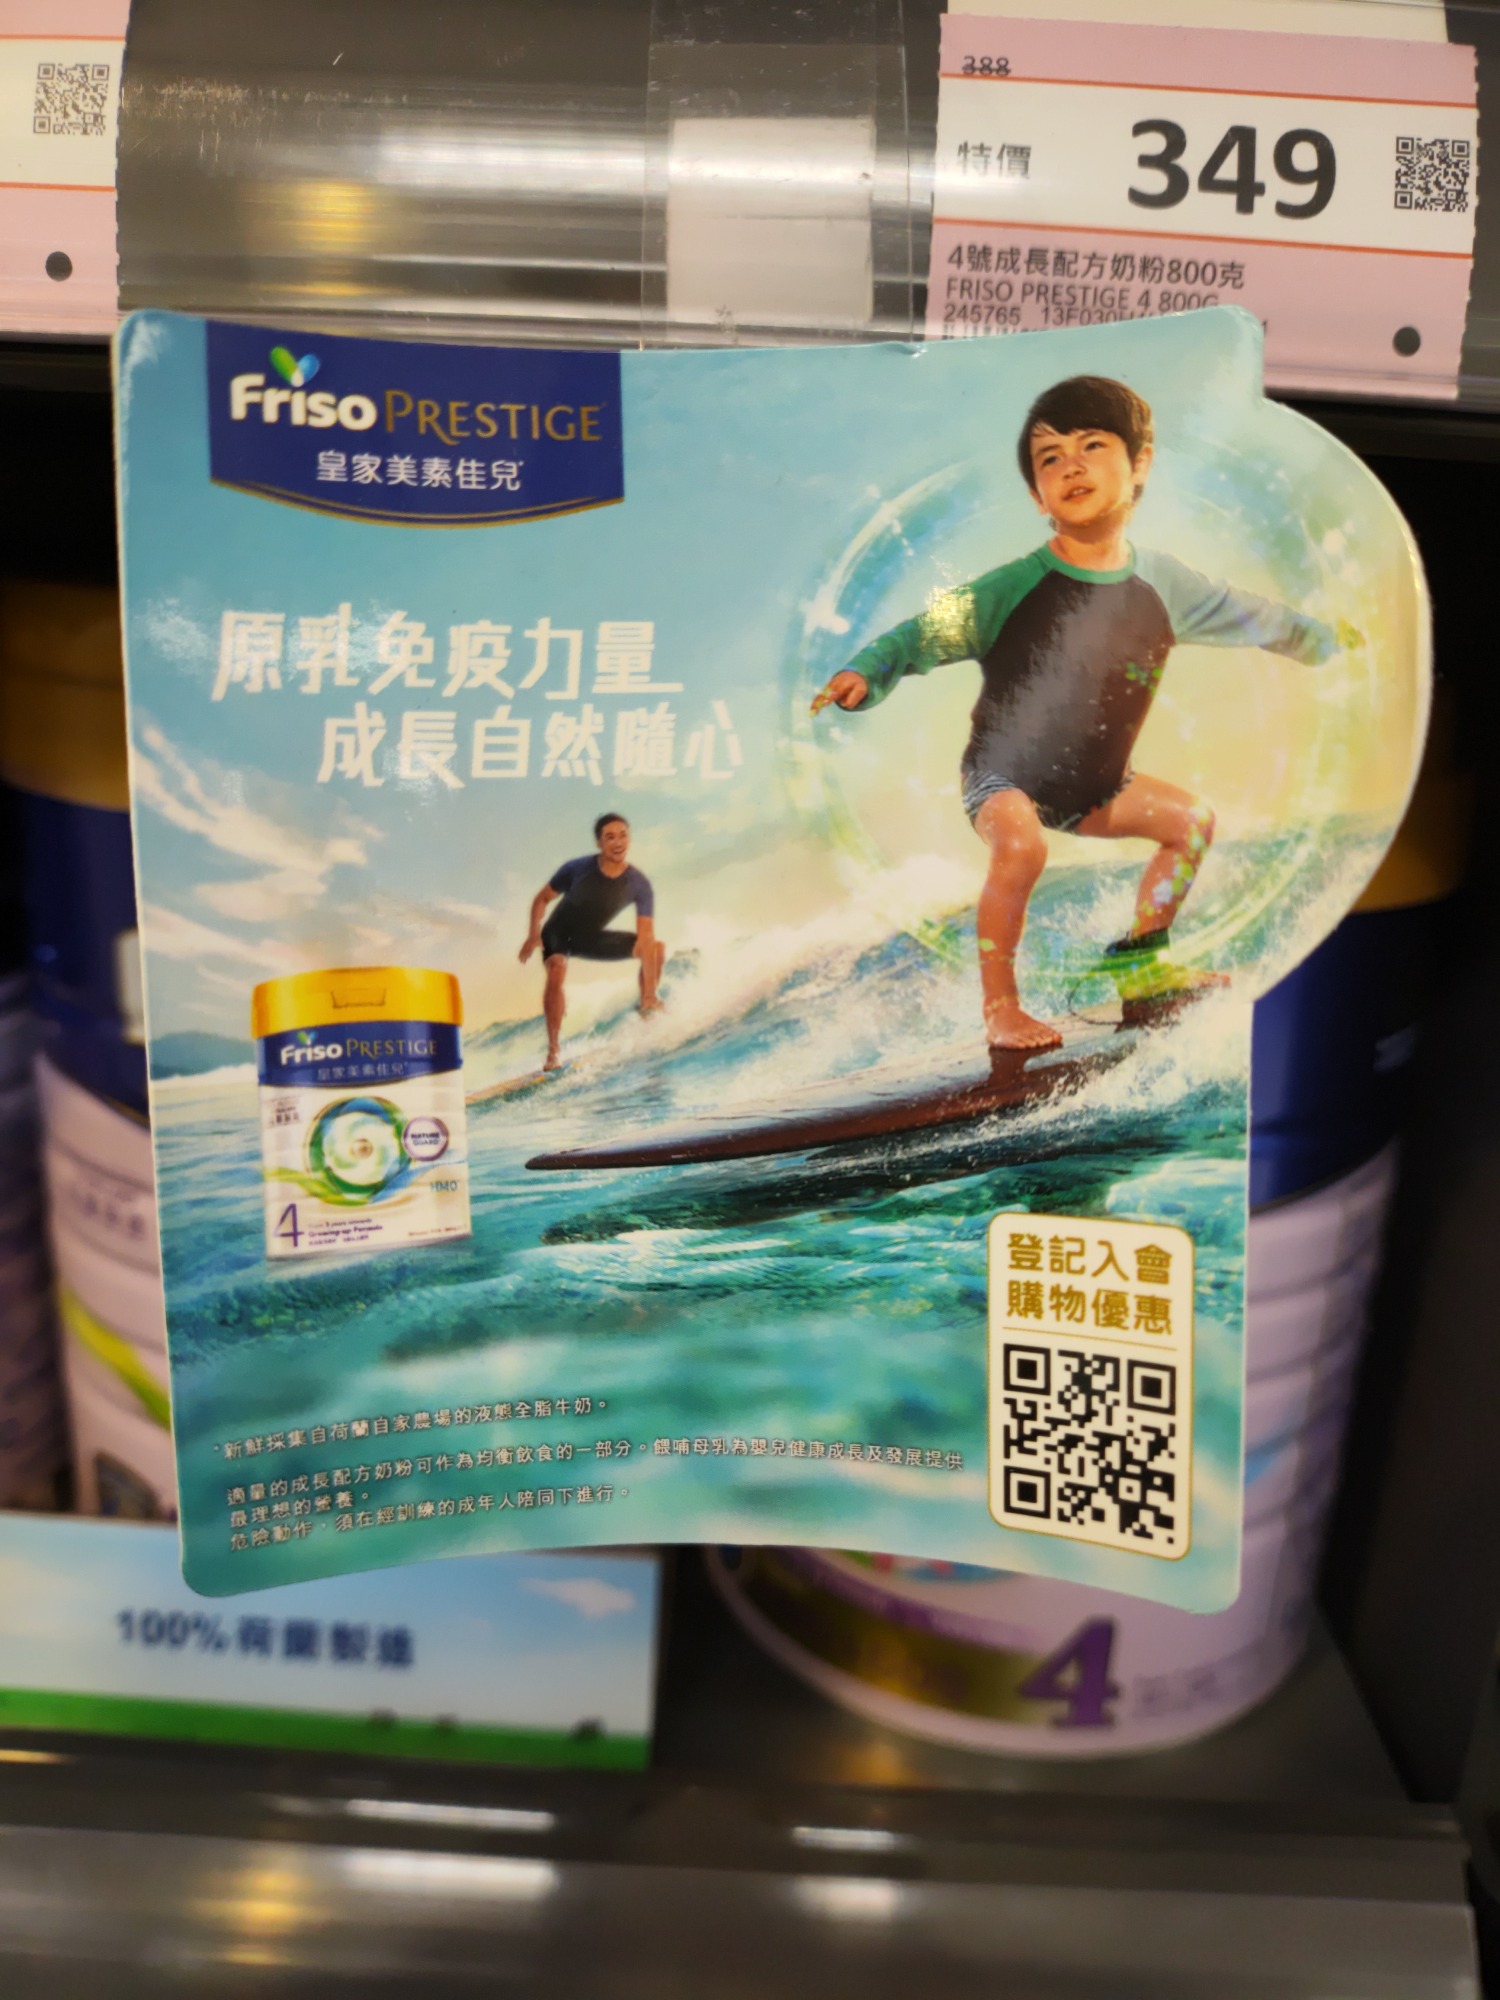 388
特價 349
4號成長配方奶粉800克
FRISO PRESTIGE 4 800G
245765
Friso PRESTIGE
皇家美素佳兒
原乳免疫力量
成長自然隨心
Friso PRESTIGE
皇家美素佳兒
NATURE GUARD
HMO
4
Growing-up Formula
登記入會
購物優惠
*新鮮採集自荷蘭自家農場的液態全脂牛奶。
適量的成長配方奶粉可作為均衡飲食的一部分。餵哺母乳為嬰兒健康成長及發展提供
最理想的營養。
危險動作,須在經訓練的成年人陪同下進行。
100%荷蘭製造
4